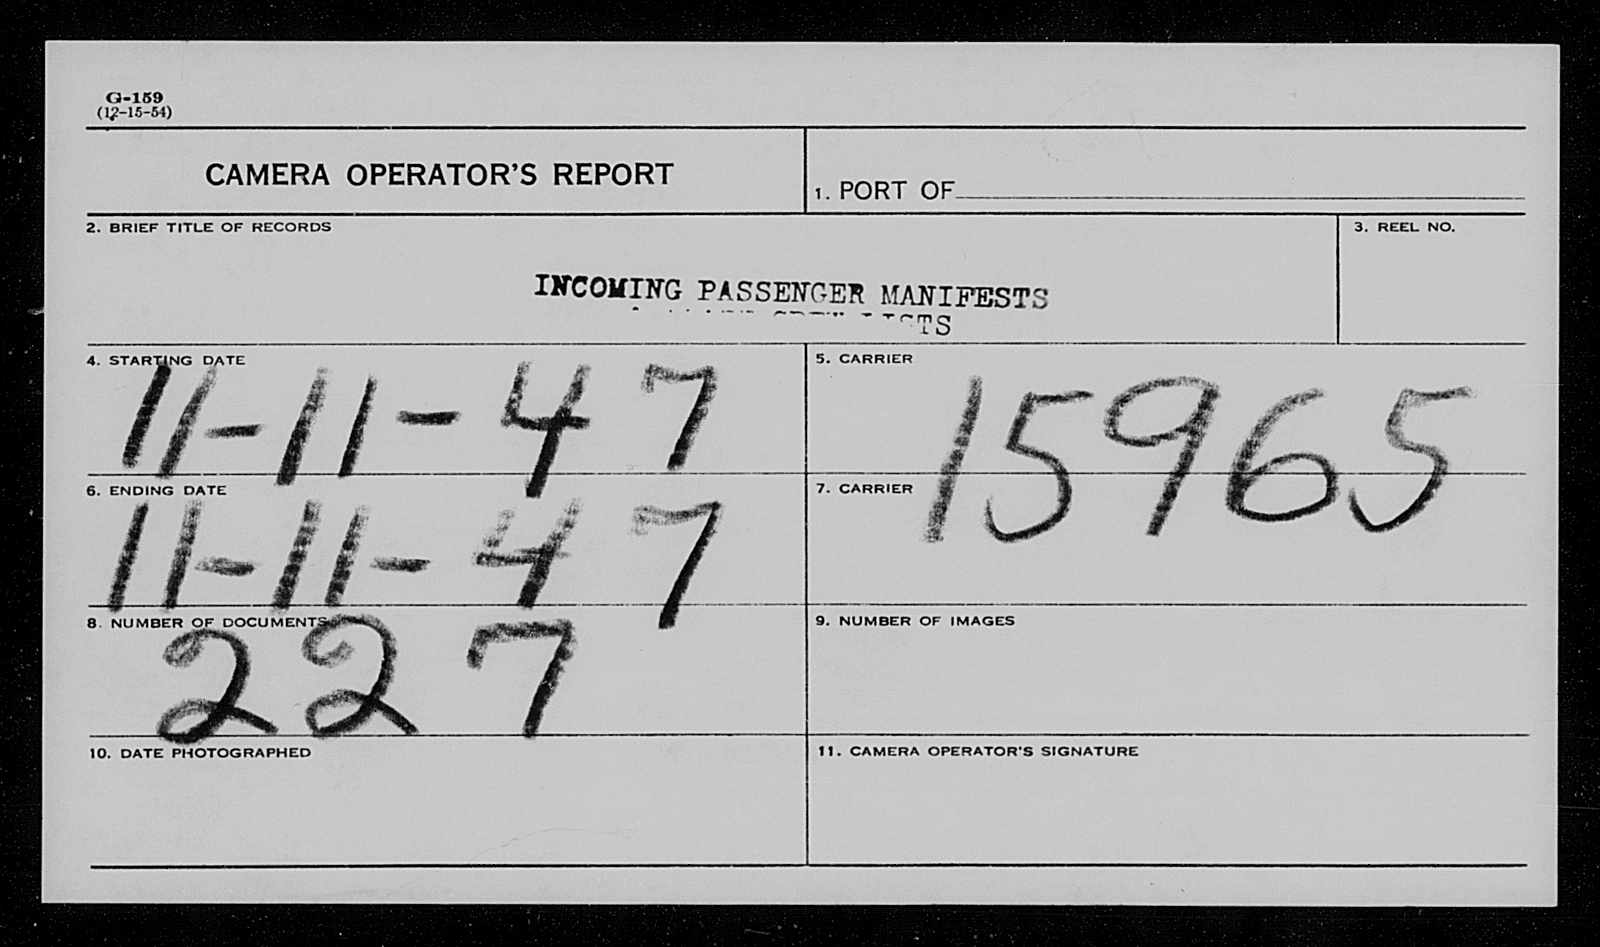 G-159
(12-15-54)
CAMERA OPERATOR'S REPORT
1. PORT OF
2. BRIEF TITLE OF RECORDS
3. REEL NO.
INCOMING PASSENGER MANIFESTS
LISTS
4. STARTING DATE
11-11-47
5. CARRIER
15965
6. ENDING DATE
11-11-47
7. CARRIER
8. NUMBER OF DOCUMENTS
227
9. NUMBER OF IMAGES
10. DATE PHOTOGRAPHED
11. CAMERA OPERATOR'S SIGNATURE